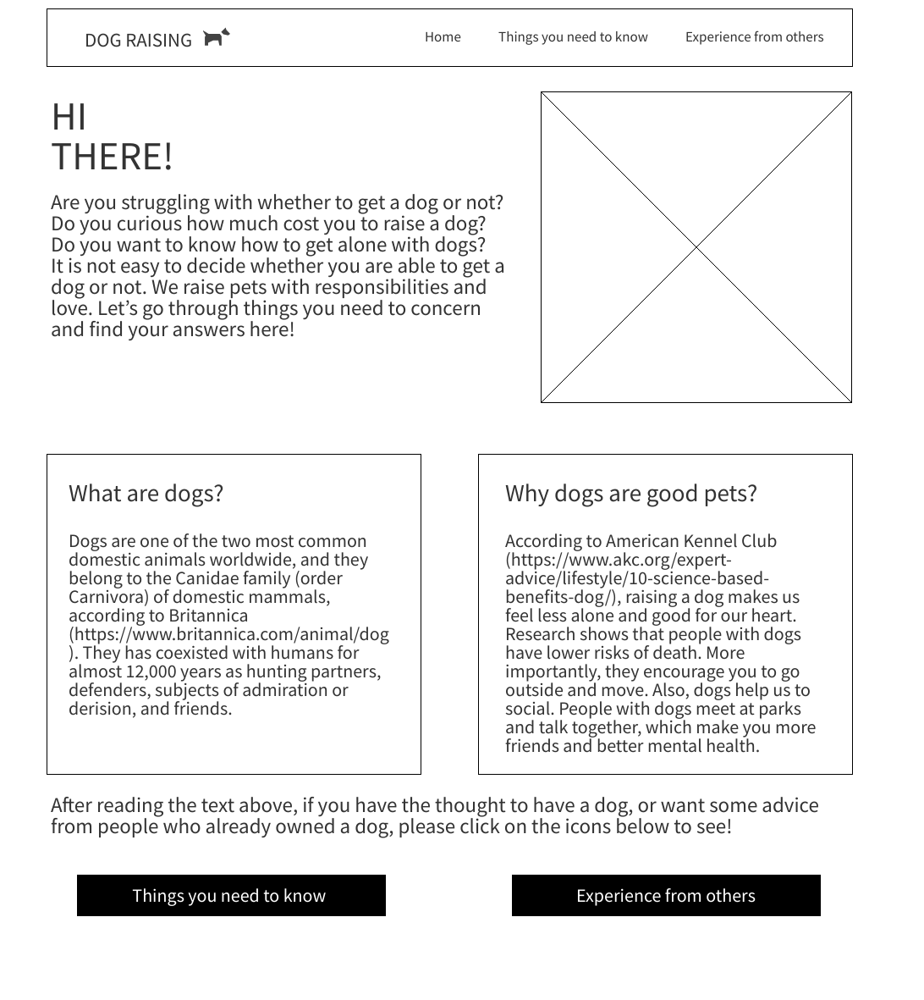 DOG RAISING
Home
Things you need to know
Experience from others
HI
THERE!
Are you struggling with whether to get a dog or not?
Do you curious how much cost you to raise a dog?
Do you want to know how to get alone with dogs?
It is not easy to decide whether you are able to get a
dog or not. We raise pets with responsibilities and
love. Let’s go through things you need to concern
and find your answers here!
What are dogs?
Dogs are one of the two most common
domestic animals worldwide, and they
belong to the Canidae family (order
Carnivora) of domestic mammals,
according to Britannica
(https://www.britannica.com/animal/dog
). They has coexisted with humans for
almost 12,000 years as hunting partners,
defenders, subjects of admiration or
derision, and friends.
Why dogs are good pets?
According to American Kennel Club
(https://www.akc.org/expert-
advice/lifestyle/10-science-based-
benefits-dog/), raising a dog makes us
feel less alone and good for our heart.
Research shows that people with dogs
have lower risks of death. More
importantly, they encourage you to go
outside and move. Also, dogs help us to
social. People with dogs meet at parks
and talk together, which make you more
friends and better mental health.
After reading the text above, if you have the thought to have a dog, or want some advice
from people who already owned a dog, please click on the icons below to see!
Things you need to know
Experience from others